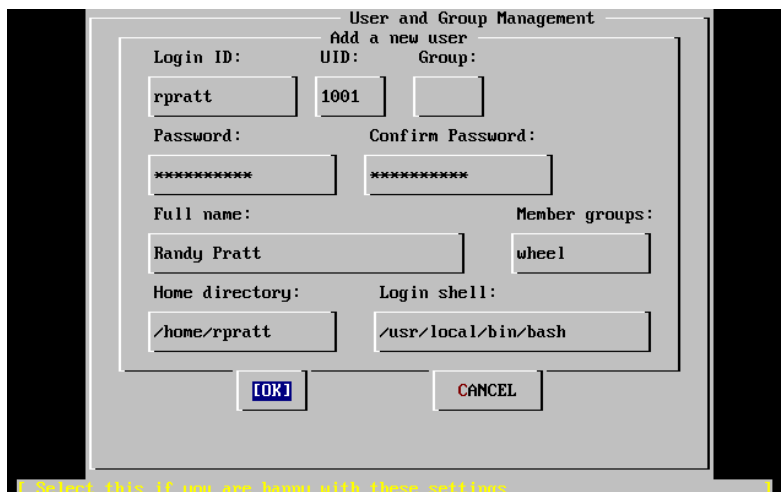 User and Group Management
Add a new user
Login ID: UID: Group:
rpratt 1001
Password: Confirm Password:
********** **********
Full name: Member groups:
Randy Pratt wheel
Home directory: Login shell:
/home/rpratt /usr/local/bin/bash
[OK] CANCEL
[ Select this if you are happy with these settings ]